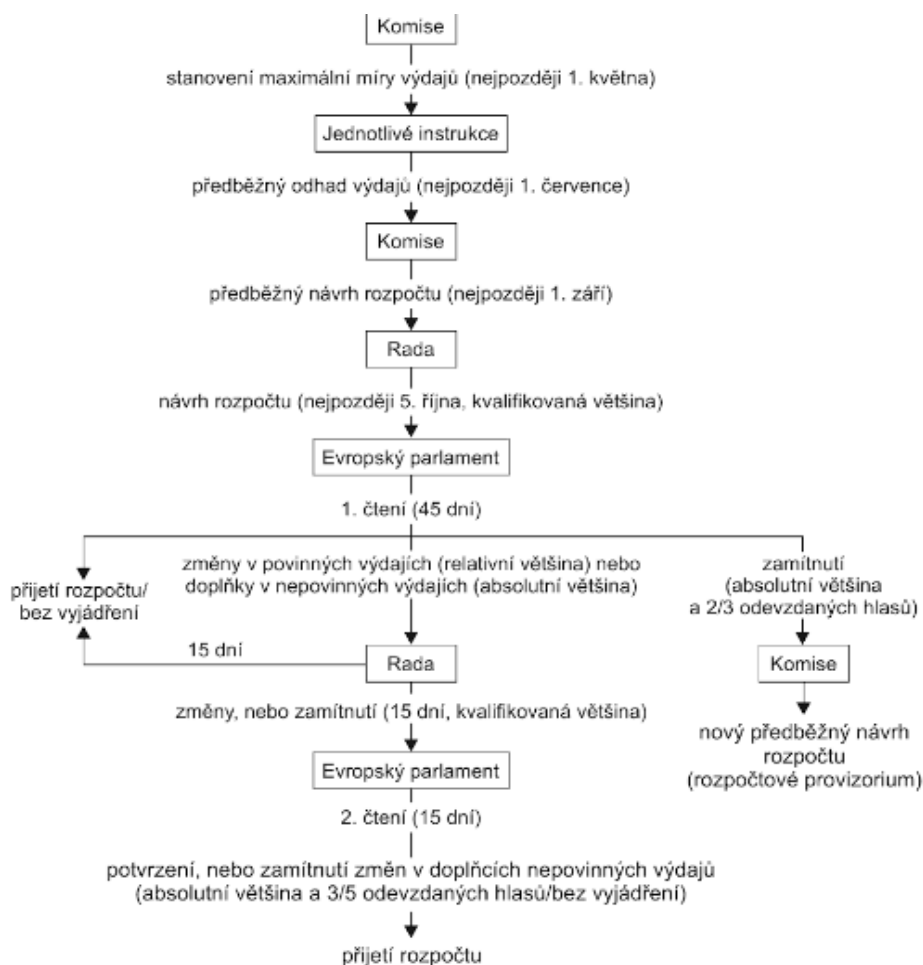 Komise
stanovení maximální míry výdajů (nejpozději 1. května)
Jednotlivé instrukce
předběžný odhad výdajů (nejpozději 1. července)
Komise
předběžný návrh rozpočtu (nejpozději 1. září)
Rada
návrh rozpočtu (nejpozději 5. října, kvalifikovaná většina)
Evropský parlament
1. čtení (45 dní)
přijetí rozpočtu/
bez vyjádření
změny v povinných výdajích (relativní většina) nebo
doplňky v nepovinných výdajích (absolutní většina)
zamítnutí
(absolutní většina
a 2/3 odevzdaných hlasů)
15 dní
Rada
Komise
změny, nebo zamítnutí (15 dní, kvalifikovaná většina)
nový předběžný návrh
rozpočtu
(rozpočtové provizorium)
Evropský parlament
2. čtení (15 dní)
potvrzení, nebo zamítnutí změn v doplňcích nepovinných výdajů
(absolutní většina a 3/5 odevzdaných hlasů/bez vyjádření)
přijetí rozpočtu